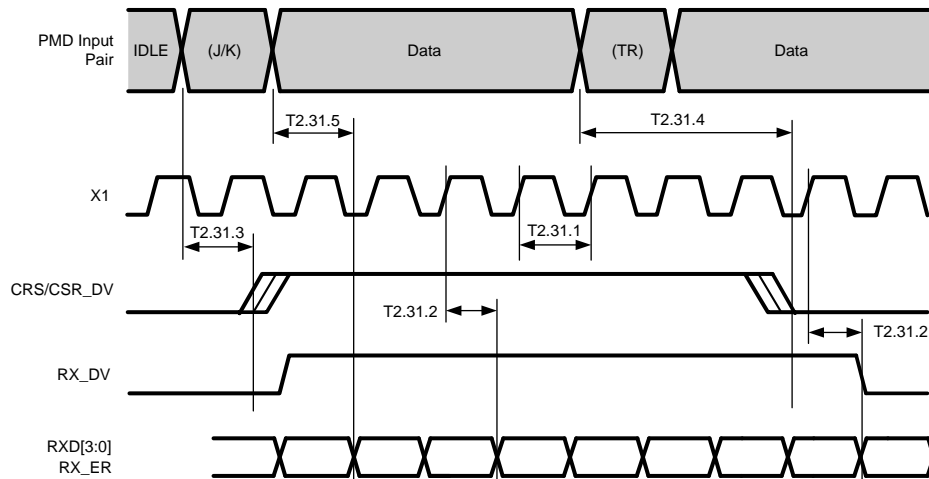 PMD Input
Pair
IDLE
(J/K)
Data
(TR)
Data
T2.31.5
T2.31.4
X1
T2.31.3
T2.31.1
CRS/CSR_DV
T2.31.2
T2.31.2
RX_DV
RXD[3:0]
RX_ER